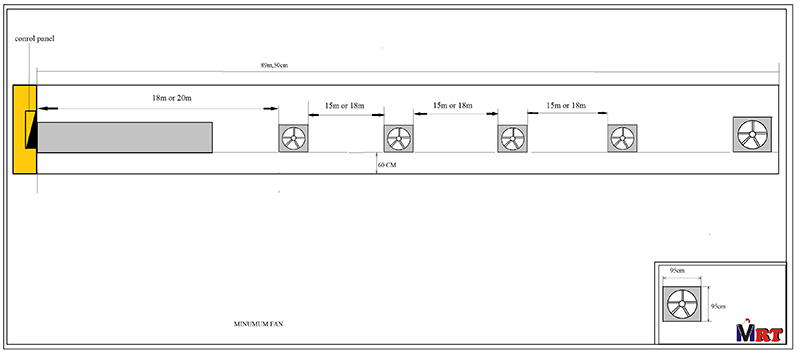 conrol panel
89m,50cm
18m or 20m
15m or 18m
15m or 18m
15m or 18m
60 CM
95cm
95cm
MINUMUM FAN
MRT